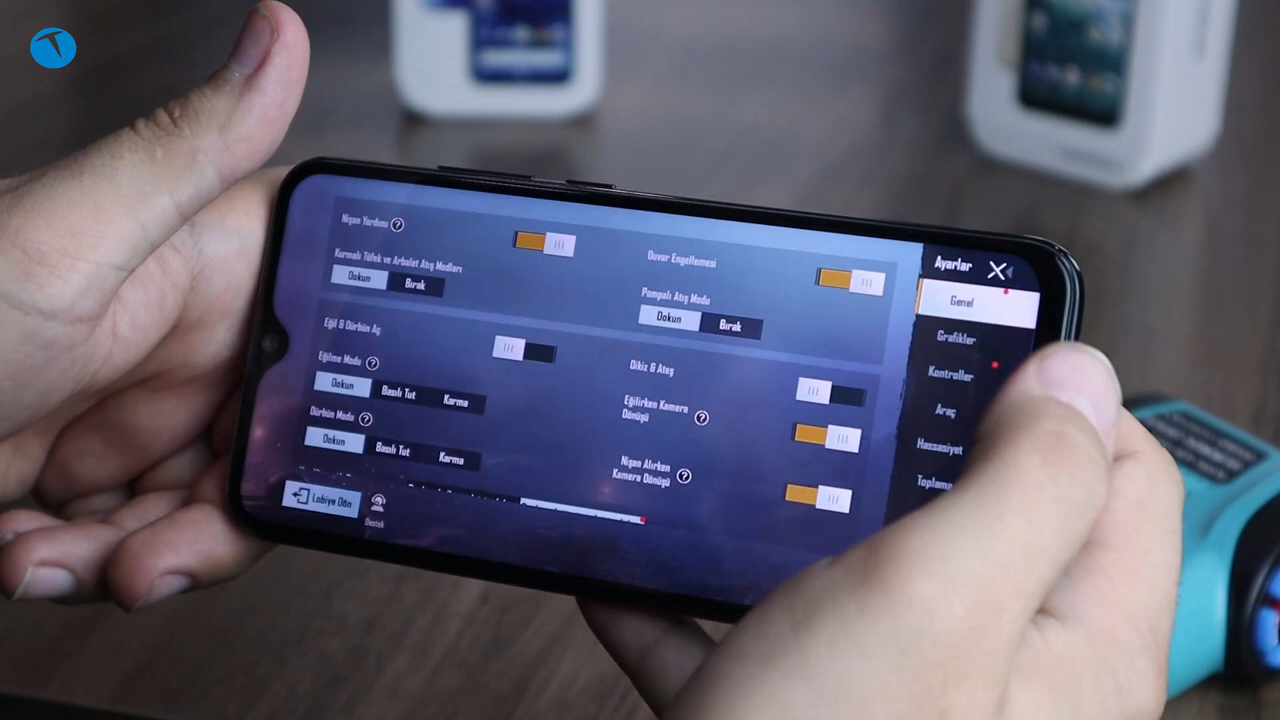 Nişan Yardımı ?
Duvar Engellemesi
Kurmalı Tüfek ve Arbalet Atış Modları
Dokun Bırak
Pompalı Atış Modu
Dokun Bırak
Eğil & Dürbün Aç
Dikiz & Ateş
Eğilme Modu ?
Dokun Basılı Tut Karma
Eğilirken Kamera
Dönüşü ?
Dürbün Modu ?
Dokun Basılı Tut Karma
Nişan Alırken
Kamera Dönüşü ?
Lobiye Dön
Destek
Ayarlar X
Genel
Grafikler
Kontroller
Araç
Hassasiyet